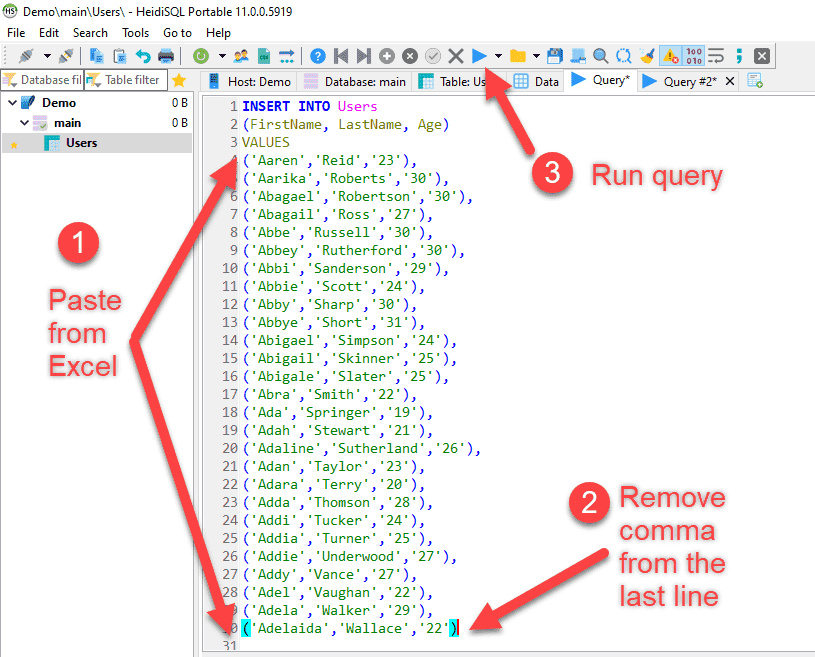 Demo\main\Users\ - HeidiSQL Portable 11.0.0.5919
File Edit Search Tools Go to Help
Database fil Table filter Host: Demo Database: main Table: Us Data Query* Query #2*
Demo 0 B
main 0 B
Users
1 INSERT INTO Users
2 (FirstName, LastName, Age)
3 VALUES
4 ('Aaren','Reid','23'),
5 ('Aarika','Roberts','30'),
6 ('Abagael','Robertson','30'),
7 ('Abagail','Ross','27'),
8 ('Abbe','Russell','30'),
9 ('Abbey','Rutherford','30'),
10 ('Abbi','Sanderson','29'),
11 ('Abbie','Scott','24'),
12 ('Abby','Sharp','30'),
13 ('Abbye','Short','31'),
14 ('Abigael','Simpson','24'),
15 ('Abigail','Skinner','25'),
16 ('Abigale','Slater','25'),
17 ('Abra','Smith','22'),
18 ('Ada','Springer','19'),
19 ('Adah','Stewart','21'),
20 ('Adaline','Sutherland','26'),
21 ('Adan','Taylor','23'),
22 ('Adara','Terry','20'),
23 ('Adda','Thomson','28'),
24 ('Addi','Tucker','24'),
25 ('Addia','Turner','25'),
26 ('Addie','Underwood','27'),
27 ('Addy','Vance','27'),
28 ('Adel','Vaughan','22'),
29 ('Adela','Walker','29'),
30 ('Adelaida','Wallace','22')
31
1
Paste
from
Excel
2
Remove
comma
from the
last line
3
Run query